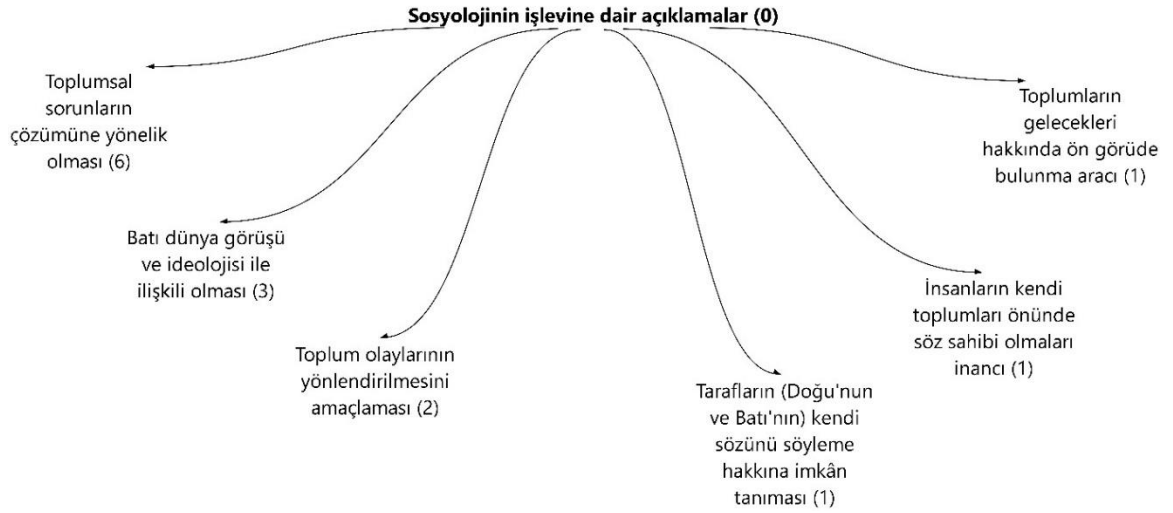 Sosyolojinin işlevine dair açıklamalar (0)
Toplumsal
sorunların
çözümüne yönelik
olması (6)
Batı dünya görüşü
ve ideolojisi ile
ilişkili olması (3)
Toplum olaylarının
yönlendirilmesini
amaçlaması (2)
Tarafların (Doğu'nun
ve Batı'nın) kendi
sözünü söyleme
hakkına imkân
tanıması (1)
İnsanların kendi
toplumları önünde
söz sahibi olmaları
inancı (1)
Toplumların
gelecekleri
hakkında ön görüde
bulunma aracı (1)